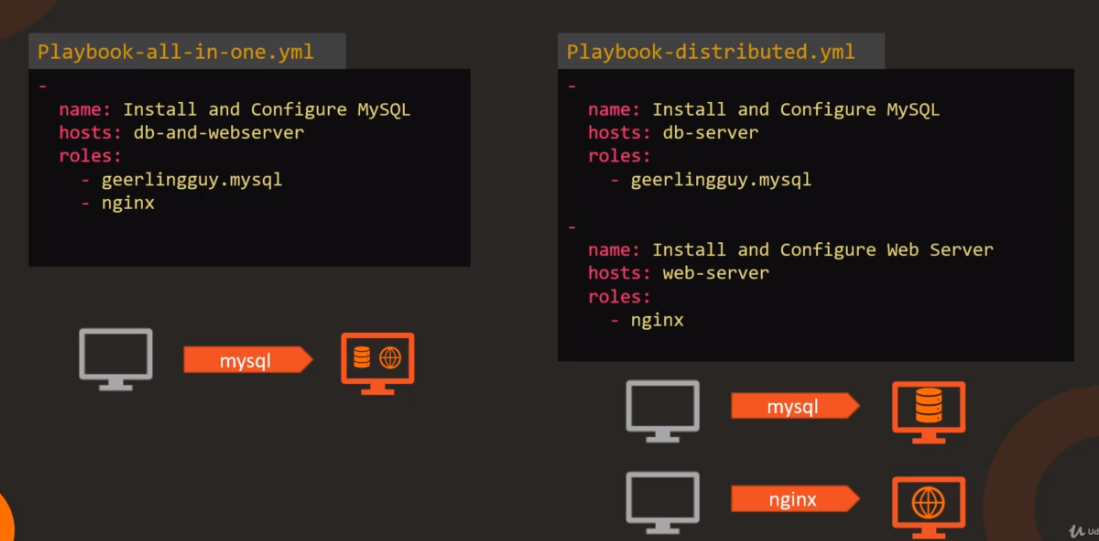 Playbook-all-in-one.yml
-
name: Install and Configure MySQL
hosts: db-and-webserver
roles:
- geerlingguy.mysql
- nginx
mysql
Playbook-distributed.yml
-
name: Install and Configure MySQL
hosts: db-server
roles:
- geerlingguy.mysql
-
name: Install and Configure Web Server
hosts: web-server
roles:
- nginx
mysql
nginx